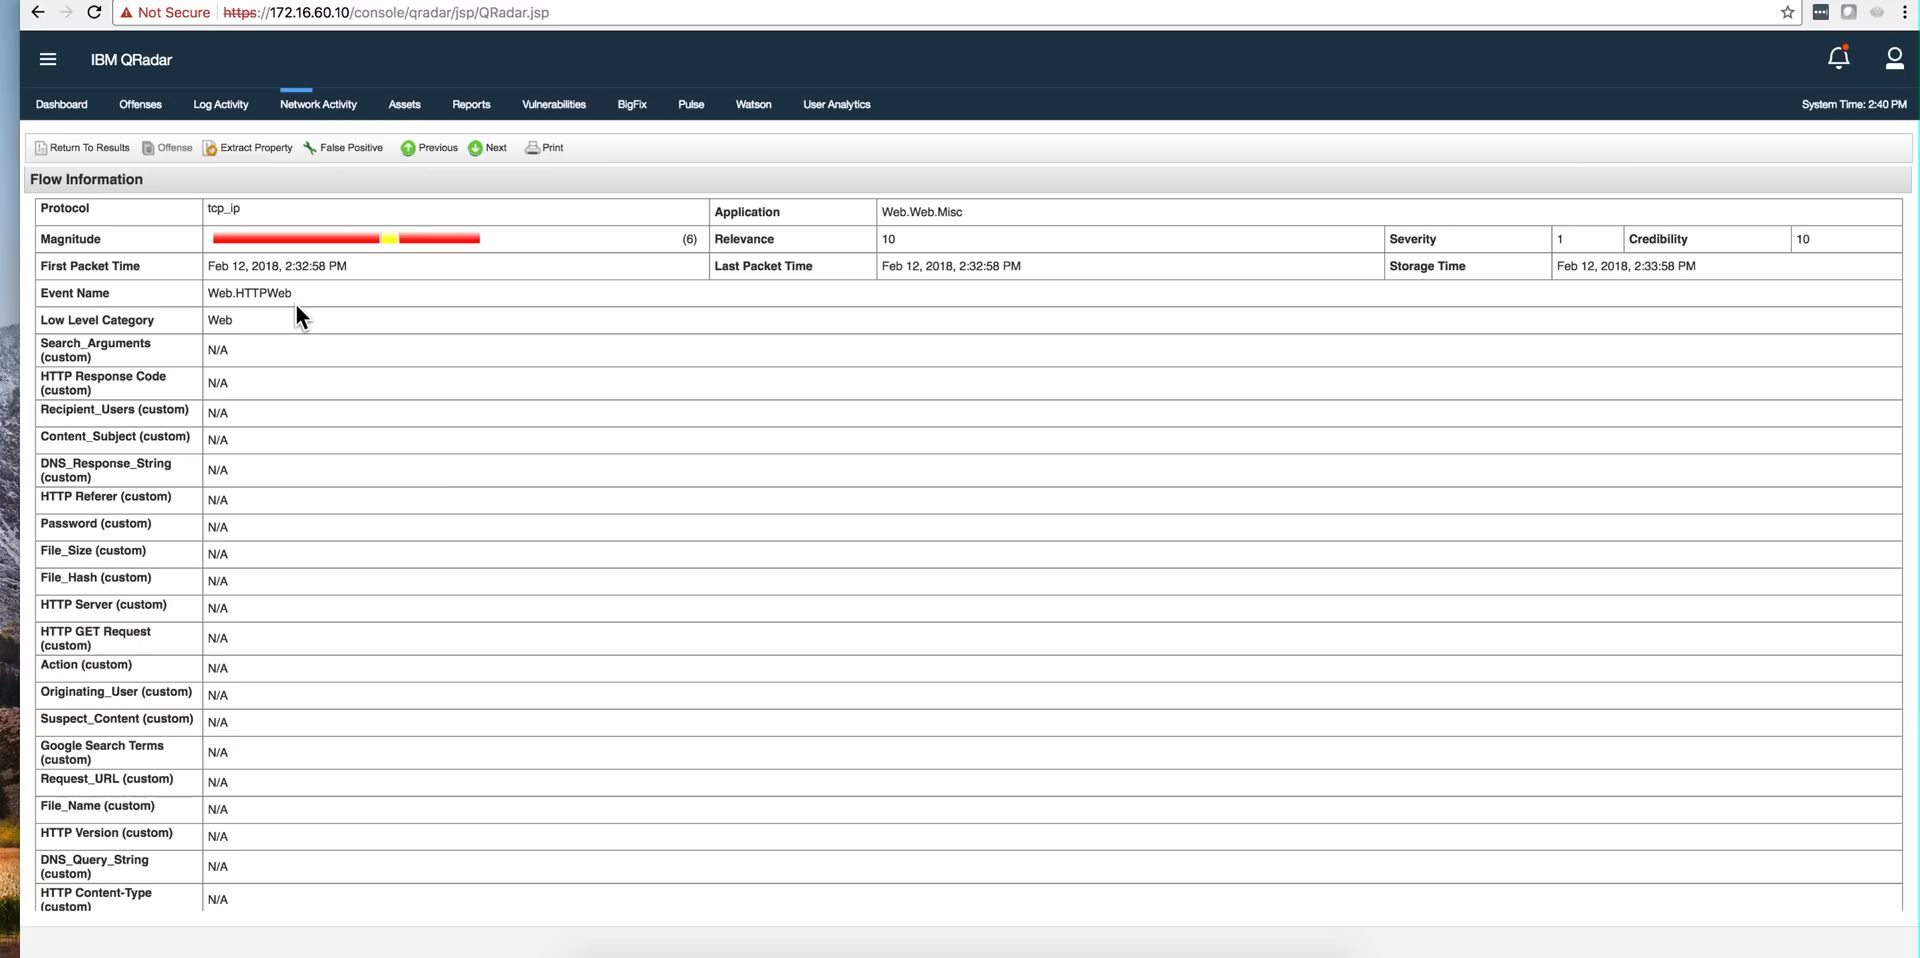 Not Secure https://172.16.60.10/console/qradar/jsp/QRadar.jsp
IBM QRadar
Dashboard Offenses Log Activity Network Activity Assets Reports Vulnerabilities BigFix Pulse Watson User Analytics System Time: 2:40 PM
Return To Results Offense Extract Property False Positive Previous Next Print
Flow Information
Protocol tcp_ip Application Web.Web.Misc
Magnitude (6) Relevance 10 Severity 1 Credibility 10
First Packet Time Feb 12, 2018, 2:32:58 PM Last Packet Time Feb 12, 2018, 2:32:58 PM Storage Time Feb 12, 2018, 2:33:58 PM
Event Name Web.HTTPWeb
Low Level Category Web
Search_Arguments
(custom) N/A
HTTP Response Code
(custom) N/A
Recipient_Users (custom) N/A
Content_Subject (custom) N/A
DNS_Response_String
(custom) N/A
HTTP Referer (custom) N/A
Password (custom) N/A
File_Size (custom) N/A
File_Hash (custom) N/A
HTTP Server (custom) N/A
HTTP GET Request
(custom) N/A
Action (custom) N/A
Originating_User (custom) N/A
Suspect_Content (custom) N/A
Google Search Terms
(custom) N/A
Request_URL (custom) N/A
File_Name (custom) N/A
HTTP Version (custom) N/A
DNS_Query_String
(custom) N/A
HTTP Content-Type
(custom) N/A